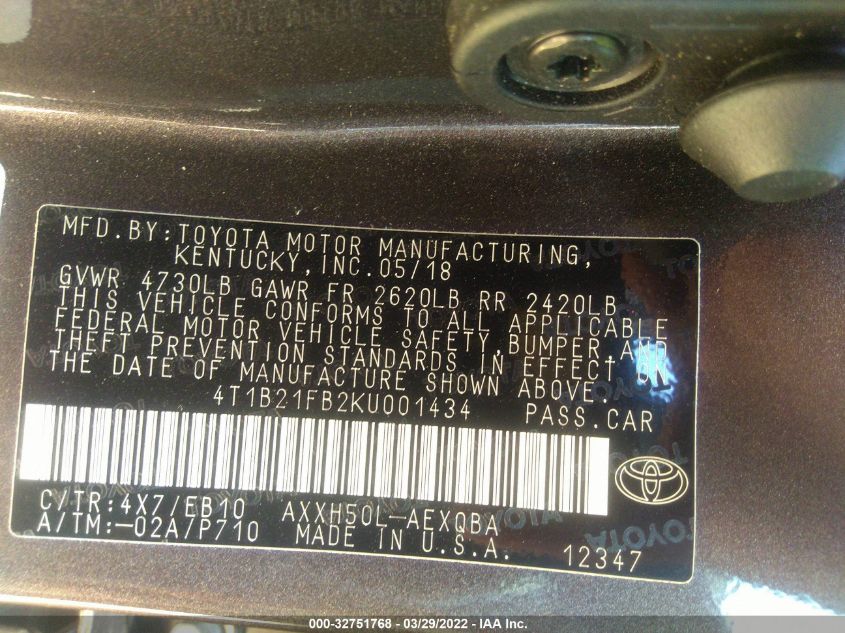 MFD.BY:TOYOTA MOTOR MANUFACTURING,
KENTUCKY,INC.05/18
GVWR 4730LB GAWR FR 2620LB RR 2420LB
THIS VEHICLE CONFORMS TO ALL APPLICABLE
FEDERAL MOTOR VEHICLE SAFETY,BUMPER,AND
THEFT PREVENTION STANDARDS IN EFFECT ON
THE DATE OF MANUFACTURE SHOWN ABOVE.
4T1B21FB2KU001434 PASS.CAR
C/TR:4X7/EB10 AXXH50L-AEXQBA
A/TM:-02A/P710 MADE IN U.S.A. 12347
TOYOTA
000-32751768 - 03/29/2022 - IAA Inc.